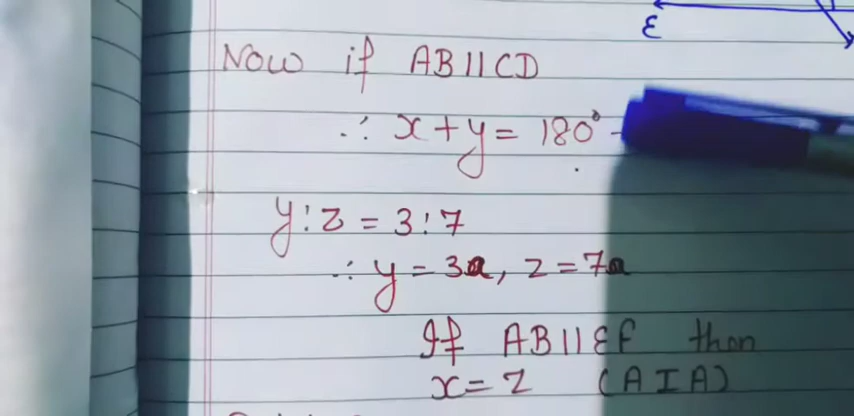 ε
Now if AB||CD
∴ x+y= 180°
y:z = 3:7
∴ y = 3a, z = 7a
If AB||EF then
x=z (AIA)